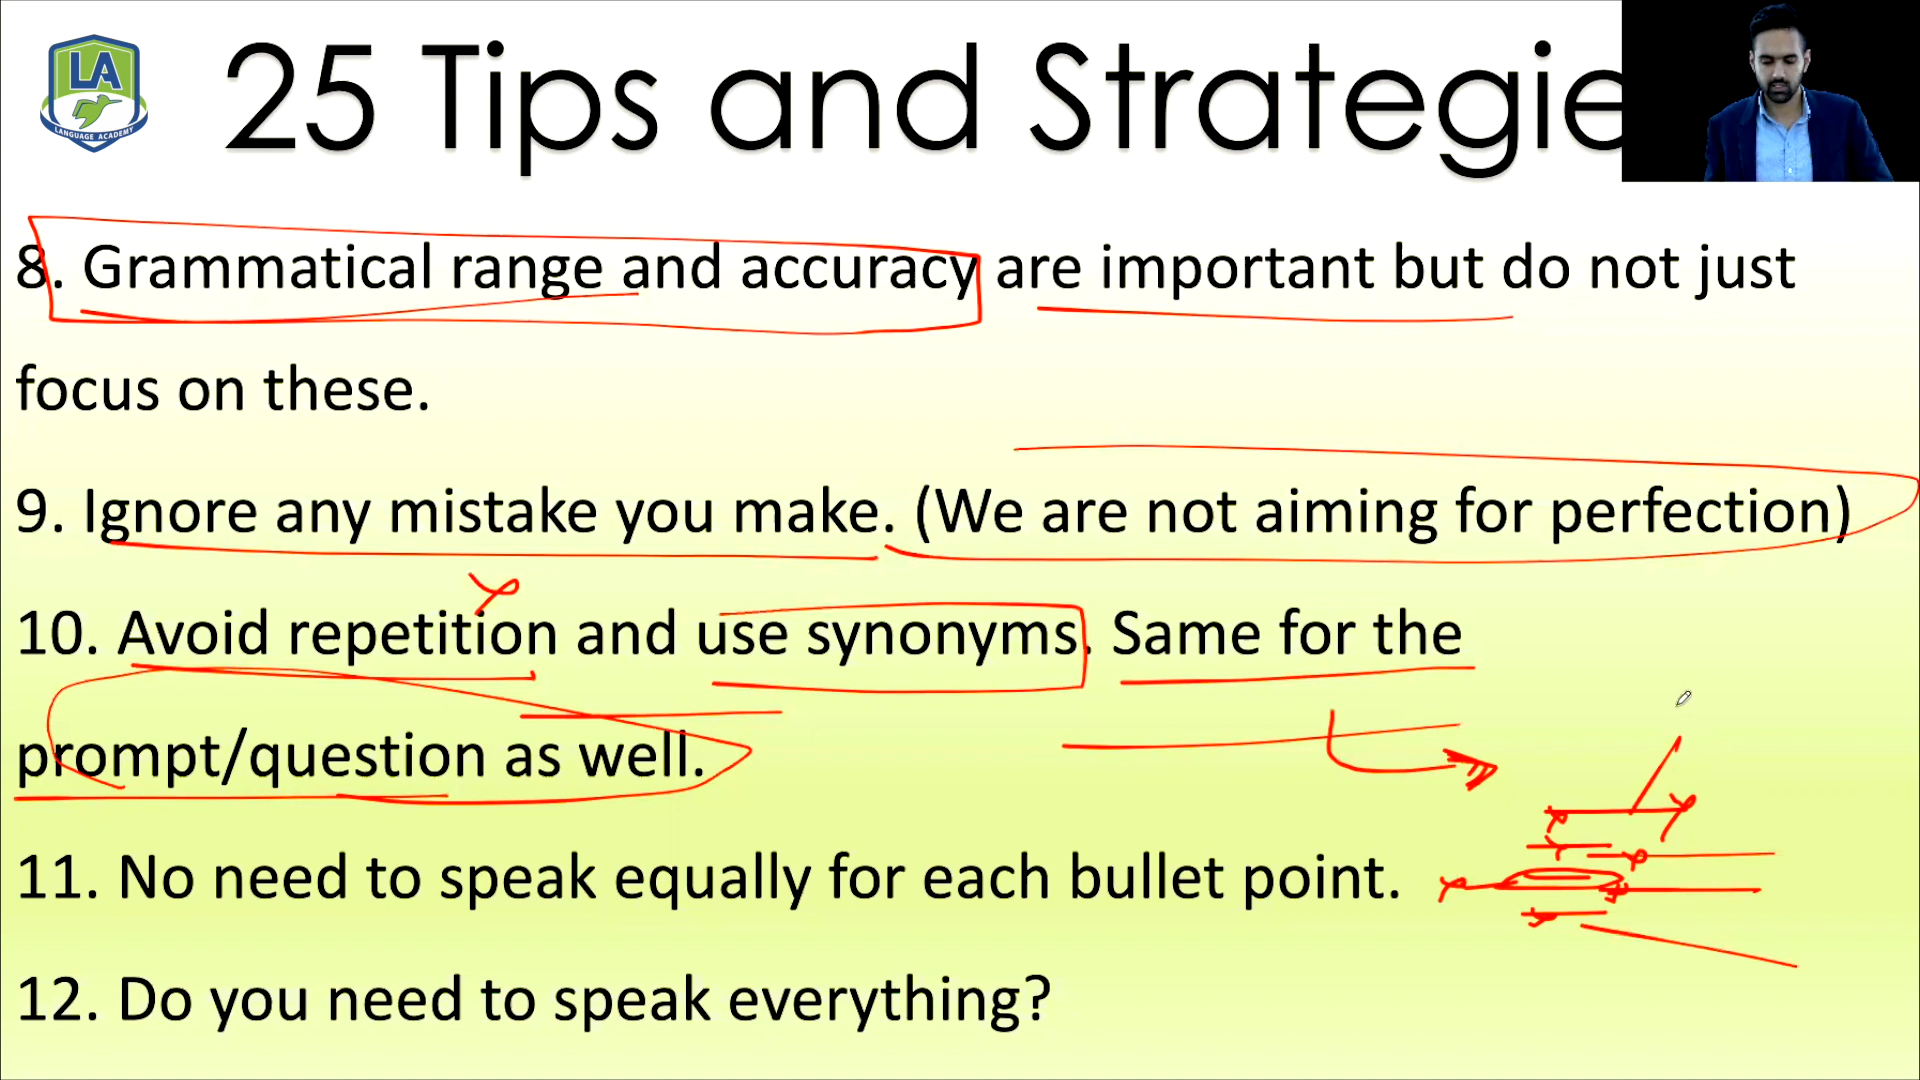 LA
LANGUAGE ACADEMY
25 Tips and Strategie
8. Grammatical range and accuracy are important but do not just
focus on these.
9. Ignore any mistake you make. (We are not aiming for perfection)
10. Avoid repetition and use synonyms. Same for the
prompt/question as well.
11. No need to speak equally for each bullet point.
12. Do you need to speak everything?